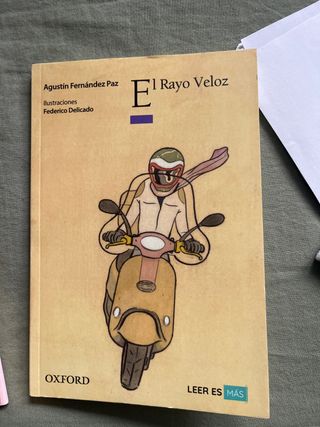 Agustín Fernández Paz
El Rayo Veloz
Ilustraciones
Federico Delicado
OXFORD
LEER ES MÁS